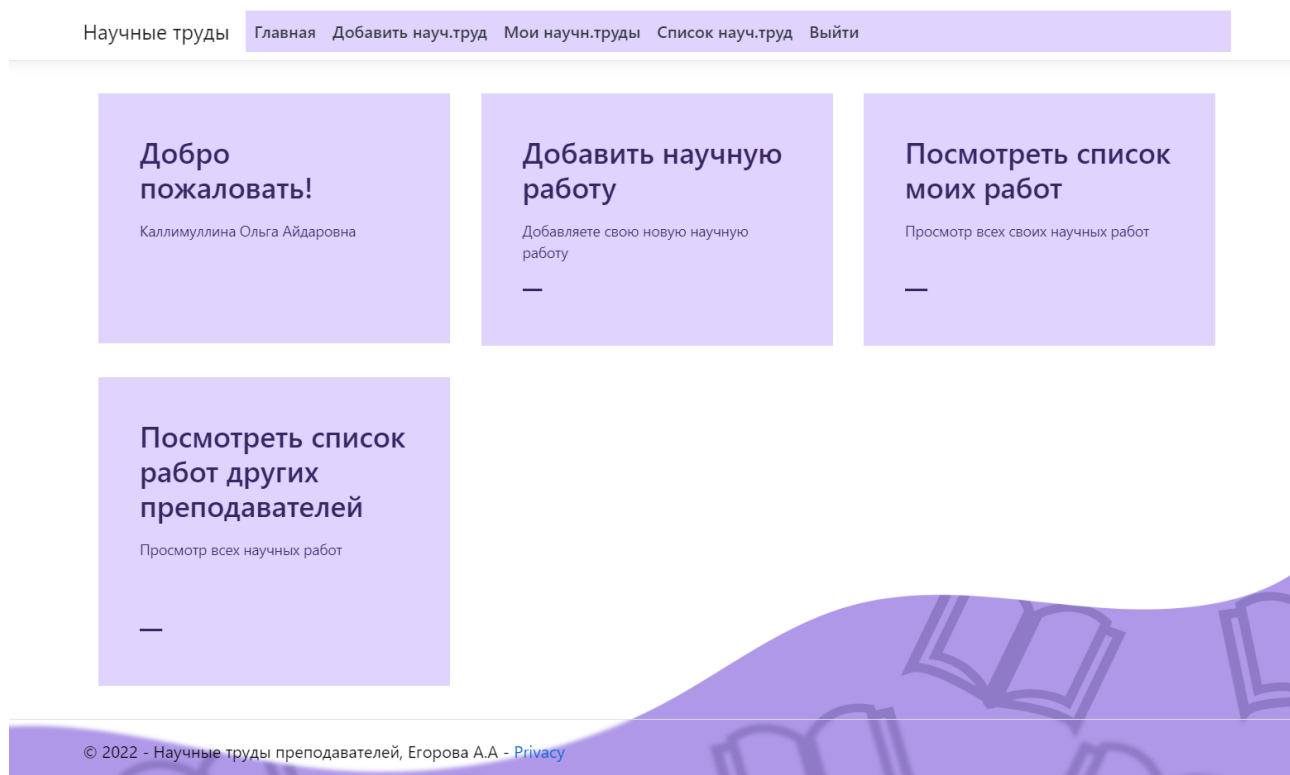 Научные труды Главная Добавить науч.труд Мои научн.труды Список науч.труд Выйти
Добро
пожаловать!
Каллимуллина Ольга Айдаровна
Добавить научную
работу
Добавляете свою новую научную
работу
Посмотреть список
моих работ
Просмотр всех своих научных работ
Посмотреть список
работ других
преподавателей
Просмотр всех научных работ
© 2022 - Научные труды преподавателей, Егорова А.А - Privacy